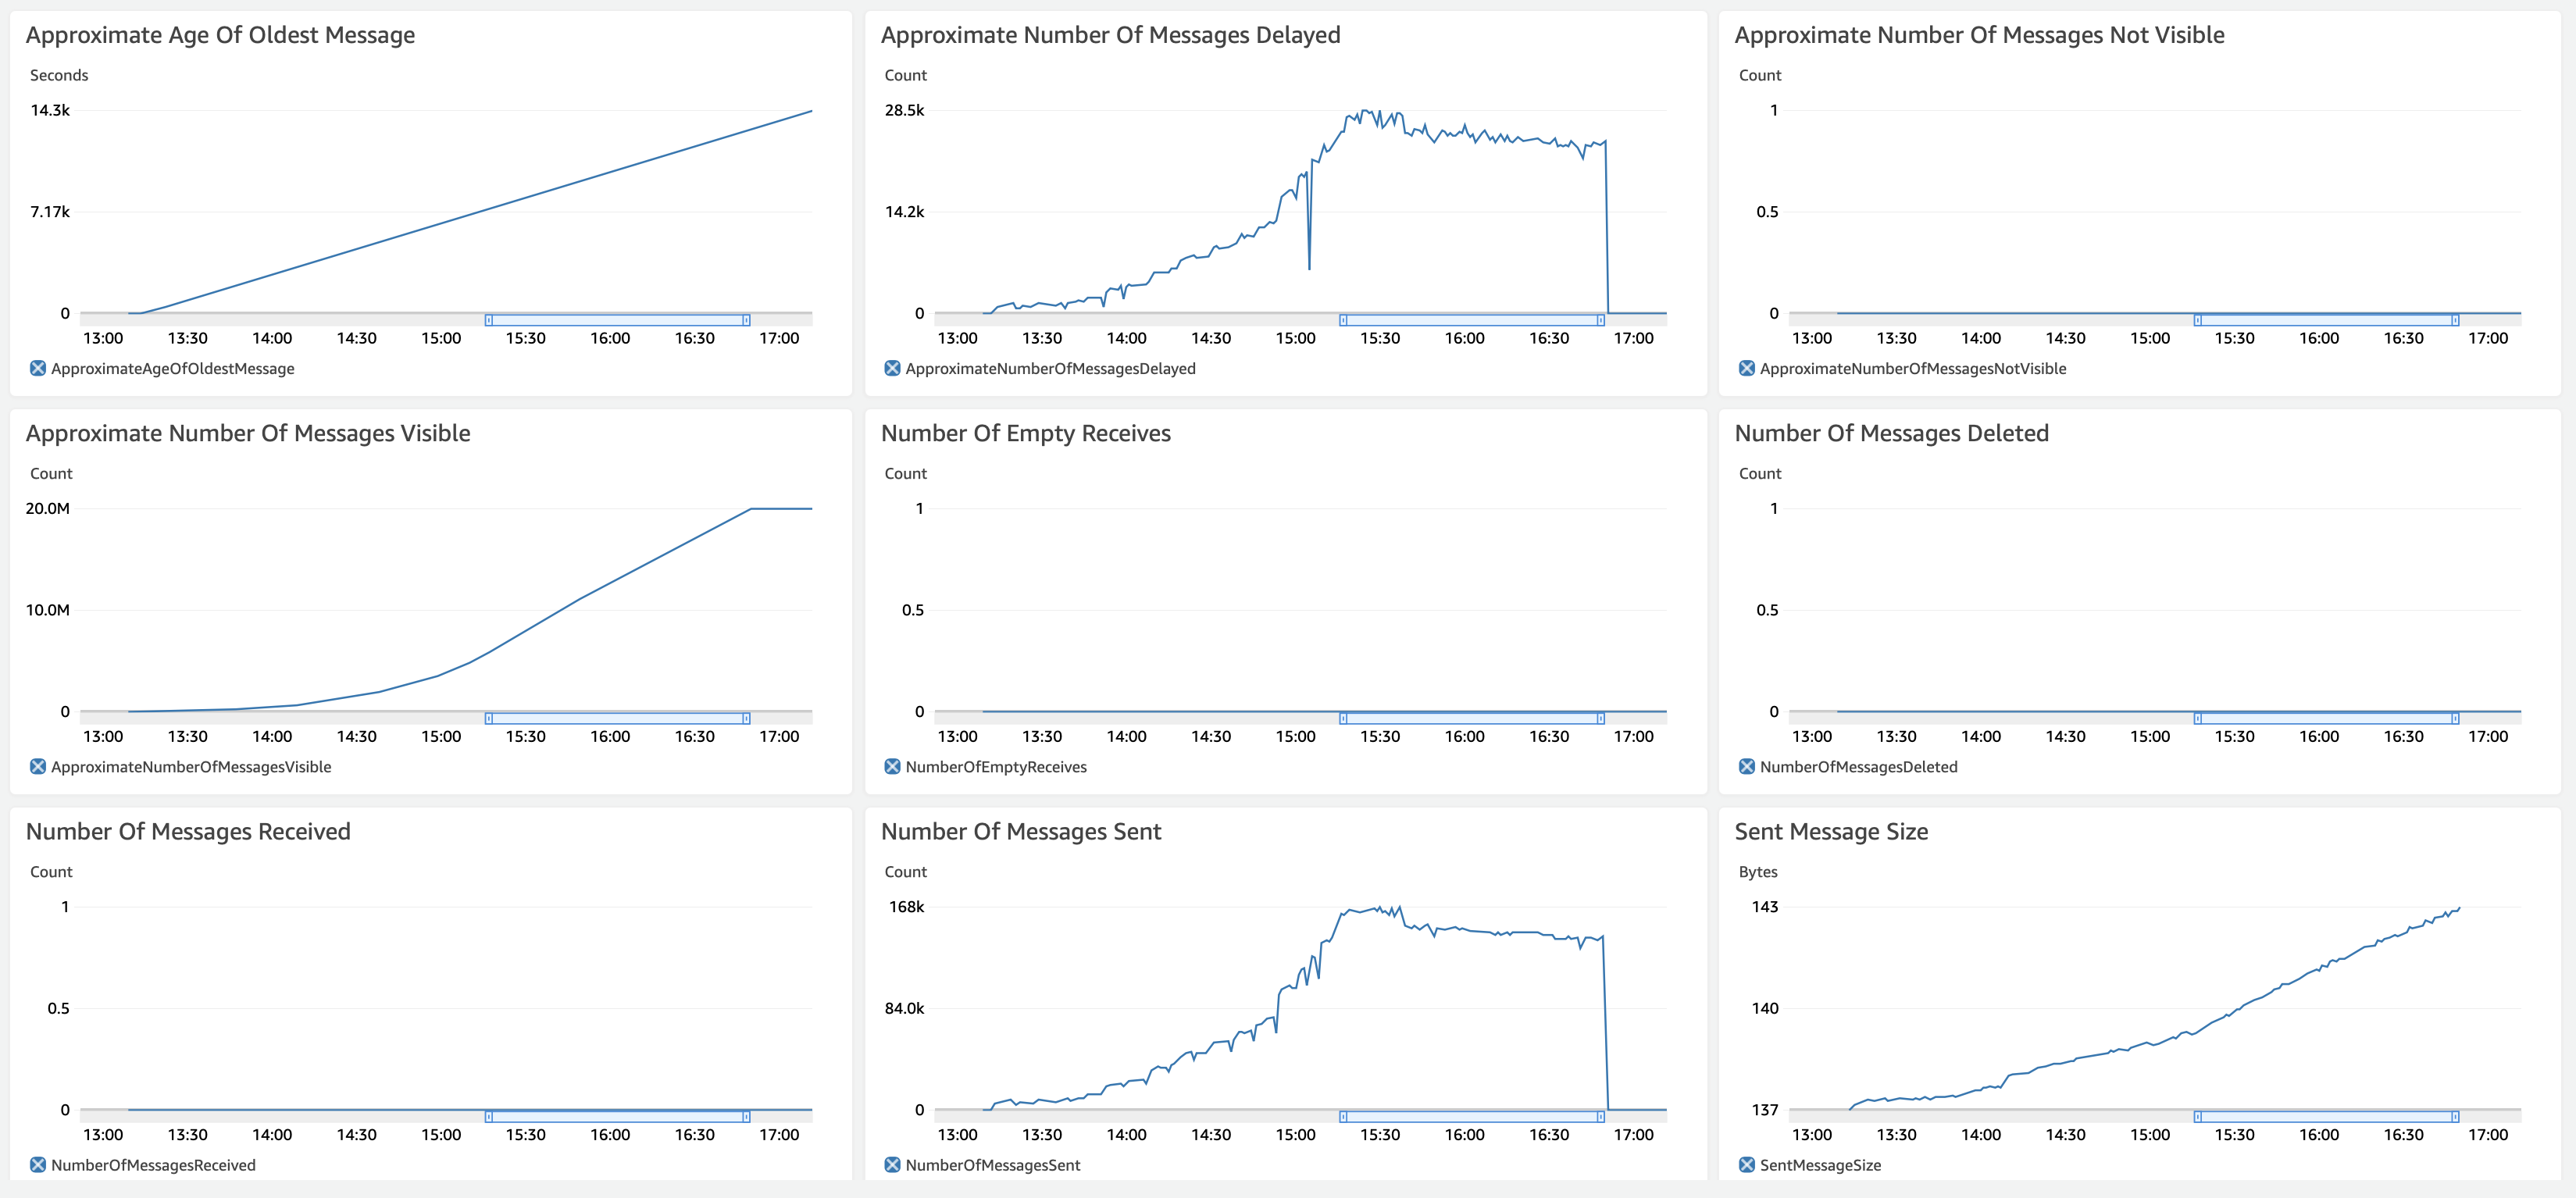 Approximate Age Of Oldest Message
Seconds
14.3k
7.17k
0
13:00 13:30 14:00 14:30 15:00 15:30 16:00 16:30 17:00
ApproximateAgeOfOldestMessage
Approximate Number Of Messages Delayed
Count
28.5k
14.2k
0
13:00 13:30 14:00 14:30 15:00 15:30 16:00 16:30 17:00
ApproximateNumberOfMessagesDelayed
Approximate Number Of Messages Not Visible
Count
1
0.5
0
13:00 13:30 14:00 14:30 15:00 15:30 16:00 16:30 17:00
ApproximateNumberOfMessagesNotVisible
Approximate Number Of Messages Visible
Count
20.0M
10.0M
0
13:00 13:30 14:00 14:30 15:00 15:30 16:00 16:30 17:00
ApproximateNumberOfMessagesVisible
Number Of Empty Receives
Count
1
0.5
0
13:00 13:30 14:00 14:30 15:00 15:30 16:00 16:30 17:00
NumberOfEmptyReceives
Number Of Messages Deleted
Count
1
0.5
0
13:00 13:30 14:00 14:30 15:00 15:30 16:00 16:30 17:00
NumberOfMessagesDeleted
Number Of Messages Received
Count
1
0.5
0
13:00 13:30 14:00 14:30 15:00 15:30 16:00 16:30 17:00
NumberOfMessagesReceived
Number Of Messages Sent
Count
168k
84.0k
0
13:00 13:30 14:00 14:30 15:00 15:30 16:00 16:30 17:00
NumberOfMessagesSent
Sent Message Size
Bytes
143
140
137
13:00 13:30 14:00 14:30 15:00 15:30 16:00 16:30 17:00
SentMessageSize